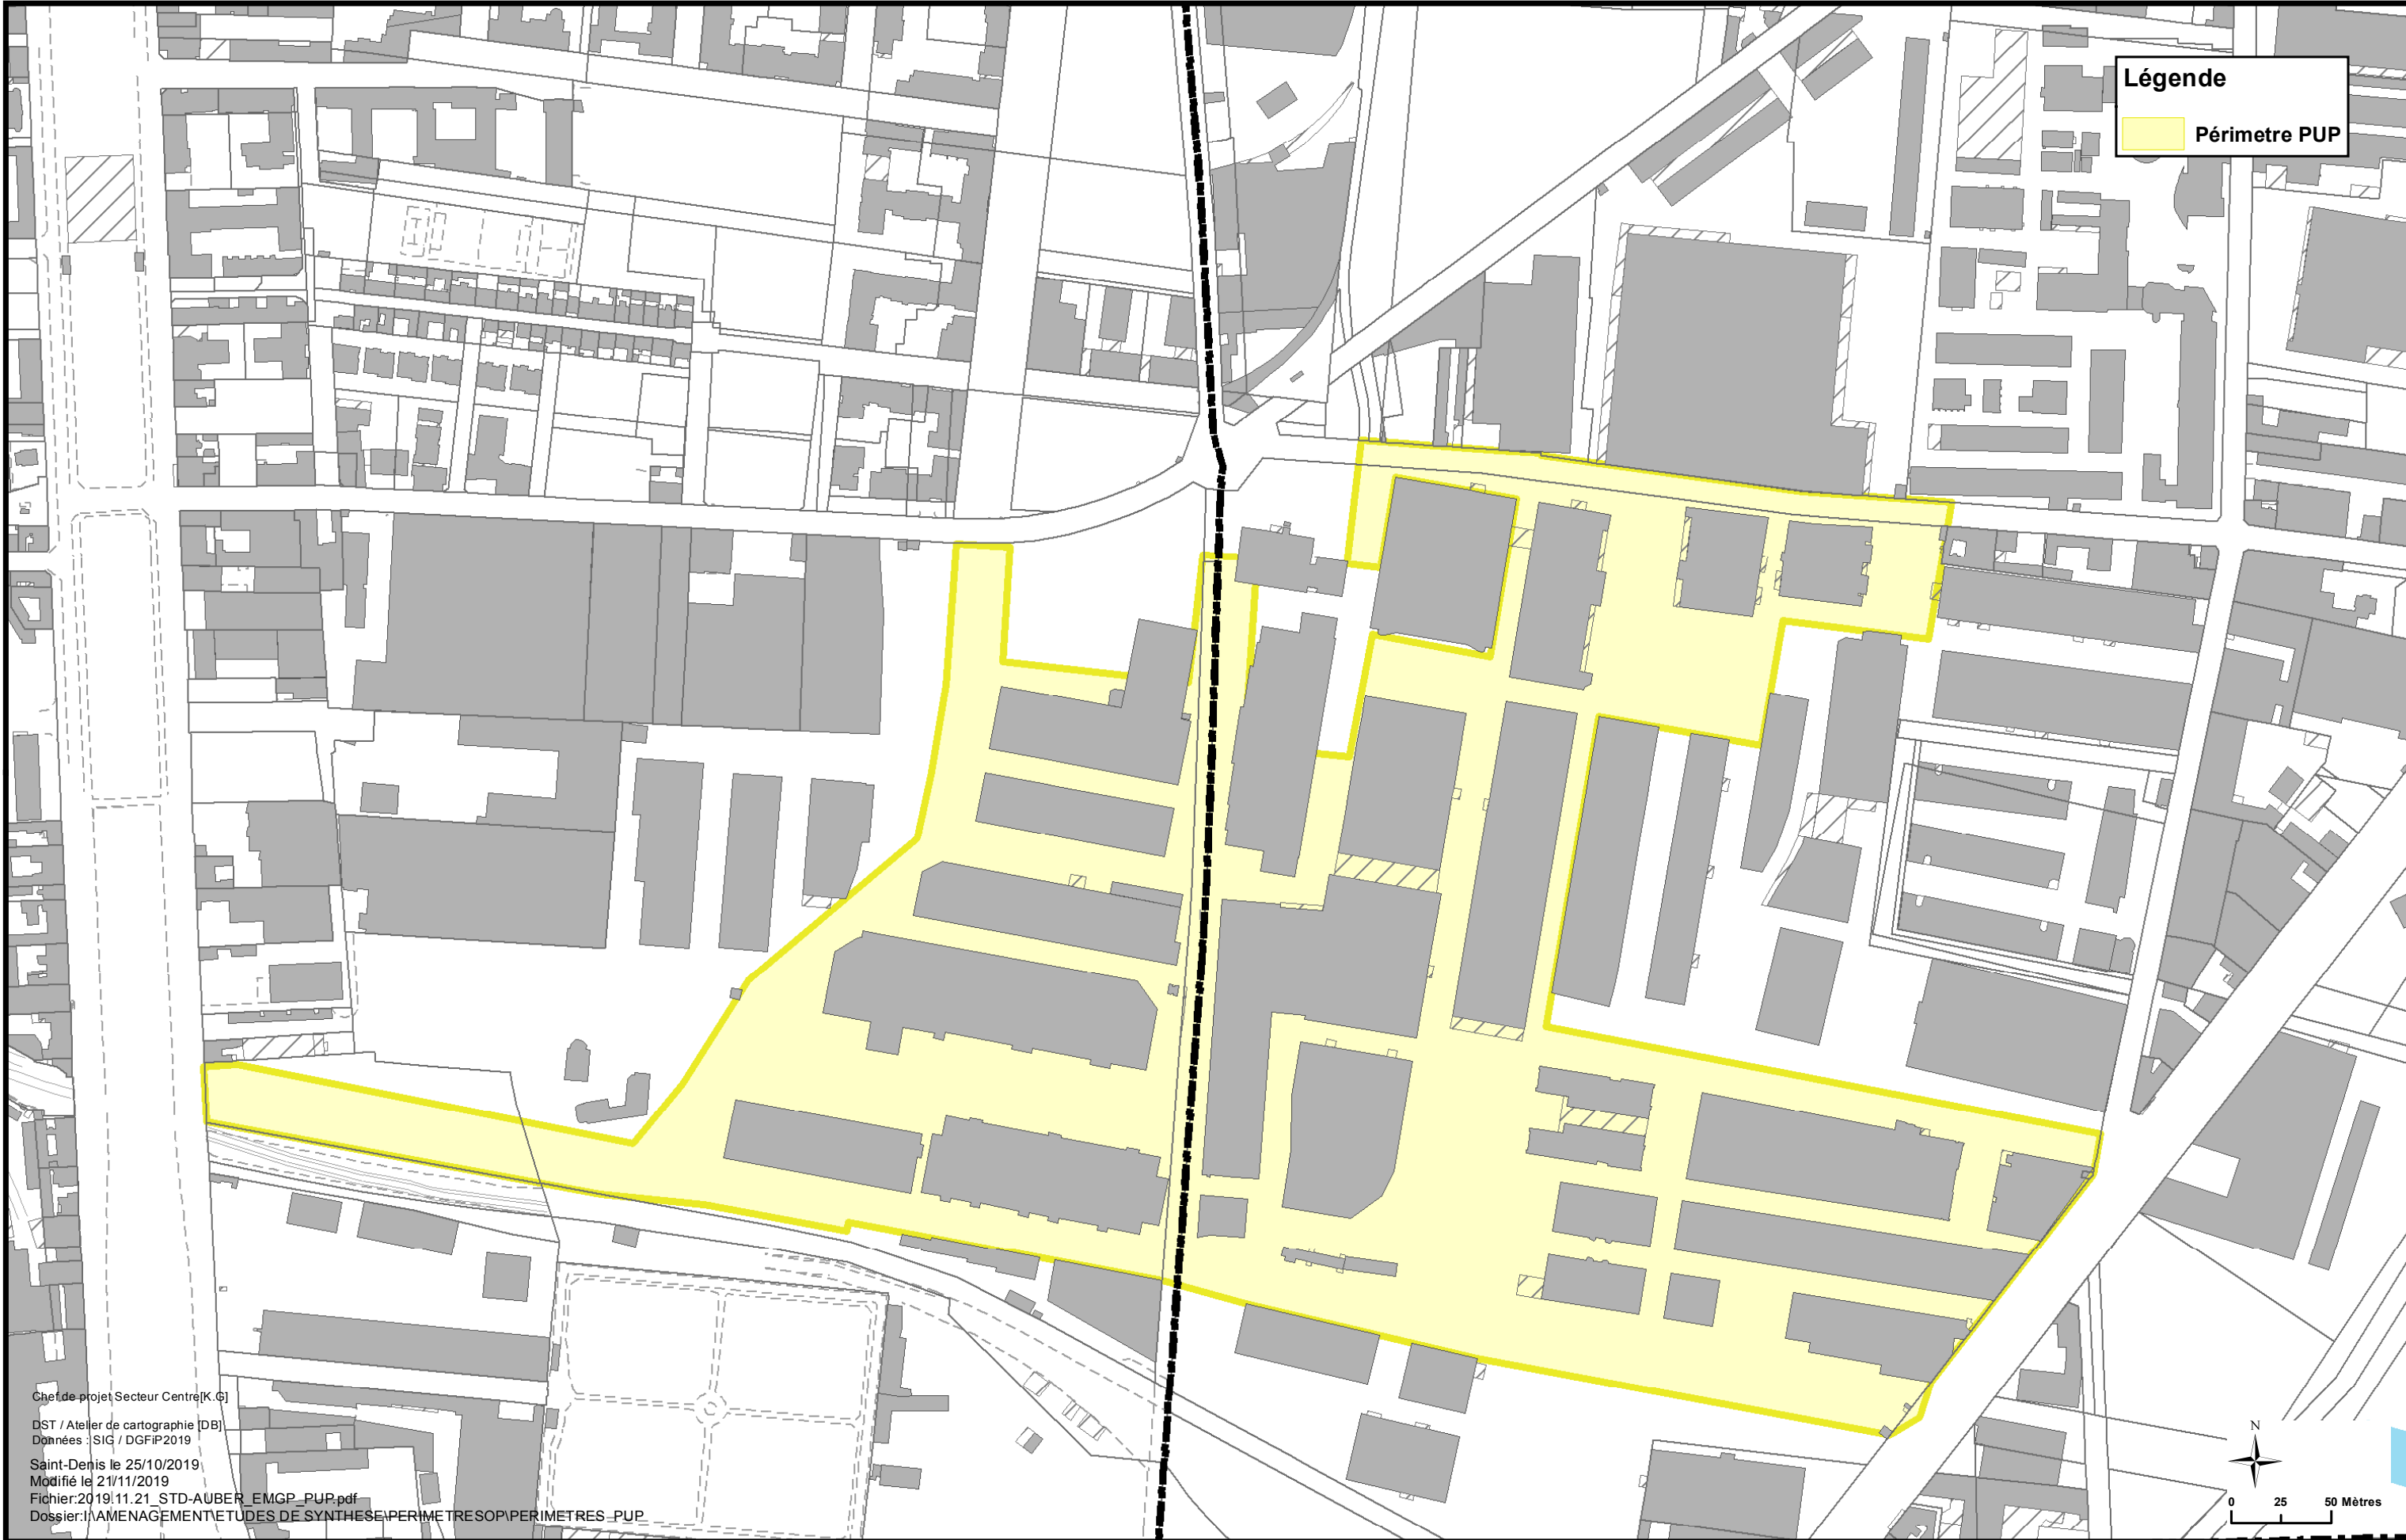 Légende
Périmetre PUP
Chef de projet Secteur Centre[K.G]
DST / Atelier de cartographie [DB]
Données : SIG / DGFiP2019
Saint-Denis le 25/10/2019
Modifié le 21/11/2019
Fichier:2019.11.21_STD-AUBER_EMGP_PUP.pdf
Dossier:I:\AMENAGEMENT\ETUDES DE SYNTHESE\PERIMETRESOP\PERIMETRES_PUP
N
0 25 50 Mètres